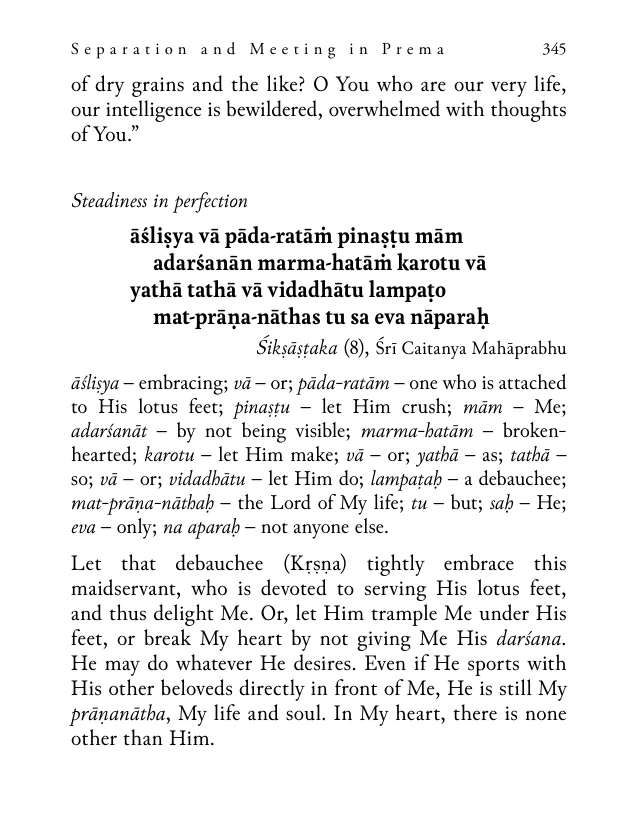 Separation and Meeting in Prema 345
of dry grains and the like? O You who are our very life,
our intelligence is bewildered, overwhelmed with thoughts
of You.”
Steadiness in perfection
āśliṣya vā pāda-ratāṁ pinaṣṭu mām
adarśanān marma-hatāṁ karotu vā
yathā tathā vā vidadhātu lampaṭo
mat-prāṇa-nāthas tu sa eva nāparaḥ
Śikṣāṣṭaka (8), Śrī Caitanya Mahāprabhu
āśliṣya – embracing; vā – or; pāda-ratām – one who is attached
to His lotus feet; pinaṣṭu – let Him crush; mām – Me;
adarśanāt – by not being visible; marma-hatām – broken-
hearted; karotu – let Him make; vā – or; yathā – as; tathā –
so; vā – or; vidadhātu – let Him do; lampaṭaḥ – a debauchee;
mat-prāṇa-nāthaḥ – the Lord of My life; tu – but; saḥ – He;
eva – only; na aparaḥ – not anyone else.
Let that debauchee (Kṛṣṇa) tightly embrace this
maidservant, who is devoted to serving His lotus feet,
and thus delight Me. Or, let Him trample Me under His
feet, or break My heart by not giving Me His darśana.
He may do whatever He desires. Even if He sports with
His other beloveds directly in front of Me, He is still My
prāṇanātha, My life and soul. In My heart, there is none
other than Him.